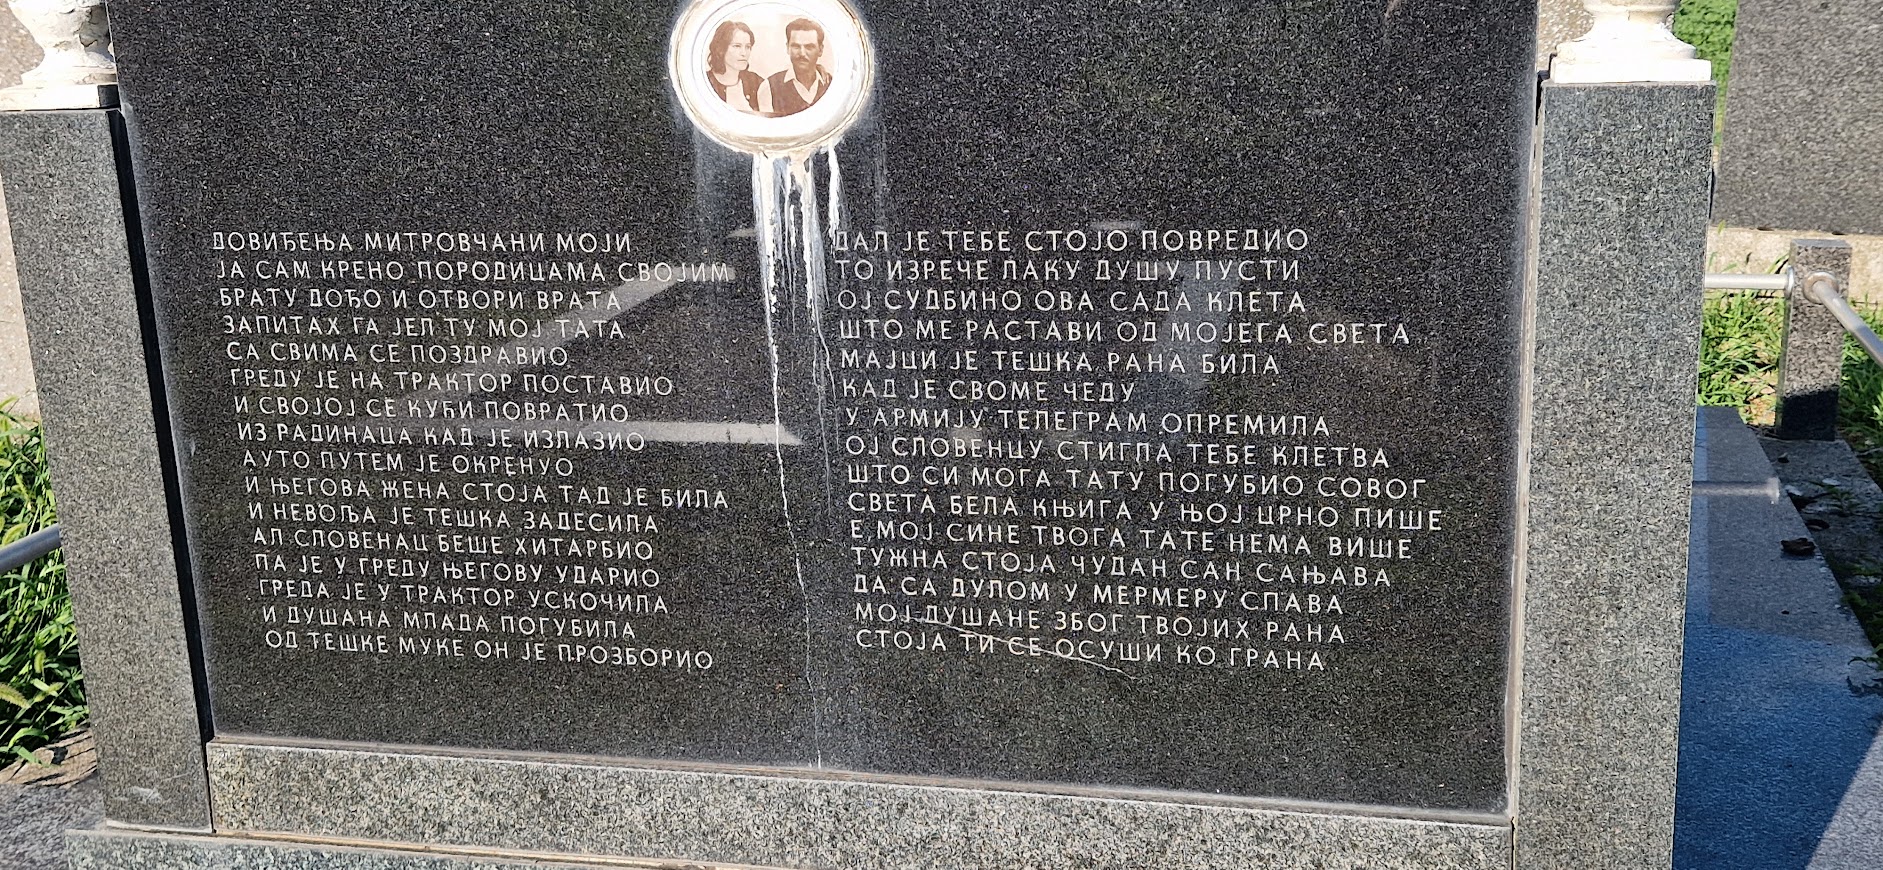 ДОВИЂЕЊА МИТРОВЧАНИ МОЈИ
ЈА САМ КРЕНО ПОРОДИЦАМА СВОЈИМ
БРАТУ ДОЂО И ОТВОРИ ВРАТА
ЗАПИТАХ ГА ЈЕЛ ТУ МОЈ ТАТА
СА СВИМА СЕ ПОЗДРАВИО
ГРЕДУ ЈЕ НА ТРАКТОР ПОСТАВИО
И СВОЈОЈ СЕ КУЋИ ПОВРАТИО
ИЗ РАДИНАЦА КАД ЈЕ ИЗЛАЗИО
АУТО ПУТЕМ ЈЕ ОКРЕНУО
И ЊЕГОВА ЖЕНА СТОЈА ТАД ЈЕ БИЛА
И НЕВОЉА ЈЕ ТЕШКА ЗАДЕСИЛА
АЛ СЛОВЕНАЦ БЕШЕ ХИТАРБИО
ПА ЈЕ У ГРЕДУ ЊЕГОВУ УДАРИО
ГРЕДА ЈЕ У ТРАКТОР УСКОЧИЛА
И ДУШАНА МЛАДА ПОГУБИЛА
ОД ТЕШКЕ МУКЕ ОН ЈЕ ПРОЗБОРИО
ДАЛ ЈЕ ТЕБЕ СТОЈО ПОВРЕДИО
ТО ИЗРЕЧЕ ЛАКУ ДУШУ ПУСТИ
ОЈ СУДБИНО ОВА САДА КЛЕТА
ШТО МЕ РАСТАВИ ОД МОЈЕГА СВЕТА
МАЈЦИ ЈЕ ТЕШКА РАНА БИЛА
КАД ЈЕ СВОМЕ ЧЕДУ
У АРМИЈУ ТЕЛЕГРАМ ОПРЕМИЛА
ОЈ СЛОВЕНЦУ СТИГЛА ТЕБЕ КЛЕТВА
ШТО СИ МОГА ТАТУ ПОГУБИО СОВОГ
СВЕТА БЕЛА КЊИГА У ЊОЈ ЦРНО ПИШЕ
Е МОЈ СИНЕ ТВОГА ТАТЕ НЕМА ВИШЕ
ТУЖНА СТОЈА ЧУДАН САН САЊАВА
ДА СА ДУЛОМ У МЕРМЕРУ СПАВА
МОЈ ДУШАНЕ ЗБОГ ТВОЈИХ РАНА
СТОЈА ТИ СЕ ОСУШИ КО ГРАНА